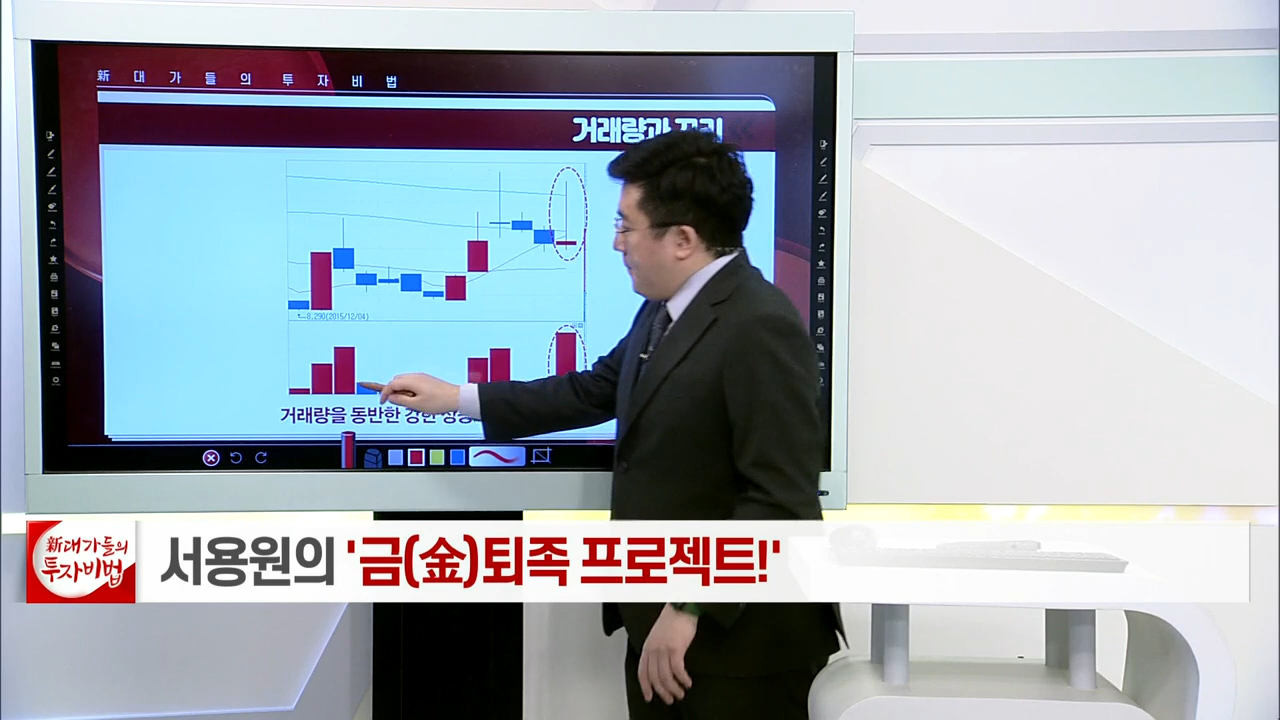 新 대 가 들 의 투 자 비 법
거래량과 꼬리
8,290(2015/12/04)
거래량을 동반한 강한
新대가들의
투자비법
서용원의 '금(金)퇴족 프로젝트!'